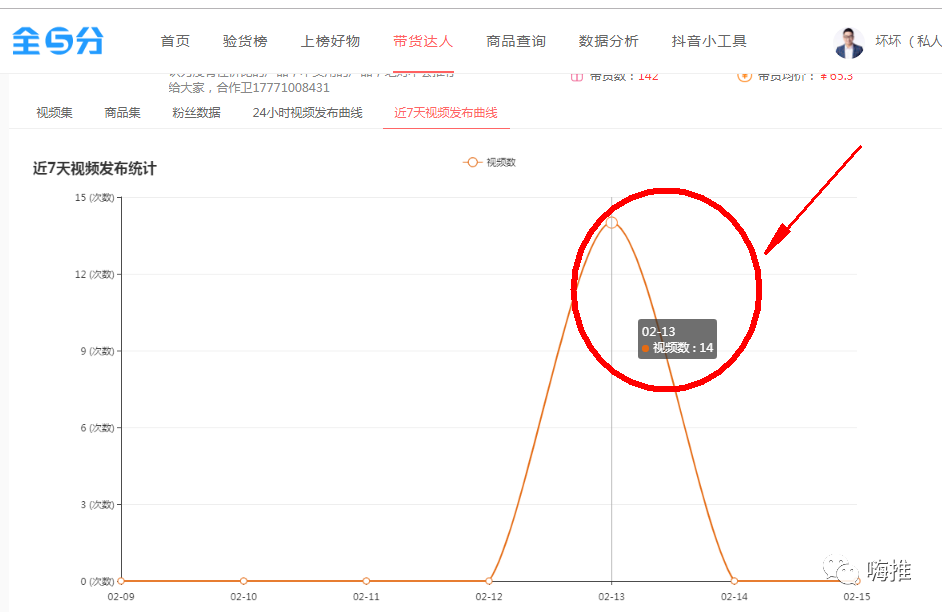 全5分
首页 验货榜 上榜好物 带货达人 商品查询 数据分析 抖音小工具 坏坏（私人
给大家，合作卫17771008431
带货数：142
带货均价：￥65.3
视频集 商品集 粉丝数据 24小时视频发布曲线 近7天视频发布曲线
近7天视频发布统计
视频数
15 (次数)
12 (次数)
9 (次数)
6 (次数)
3 (次数)
0 (次数)
02-13
视频数 : 14
02-09 02-10 02-11 02-12 02-13 02-14 02-15
嗨推